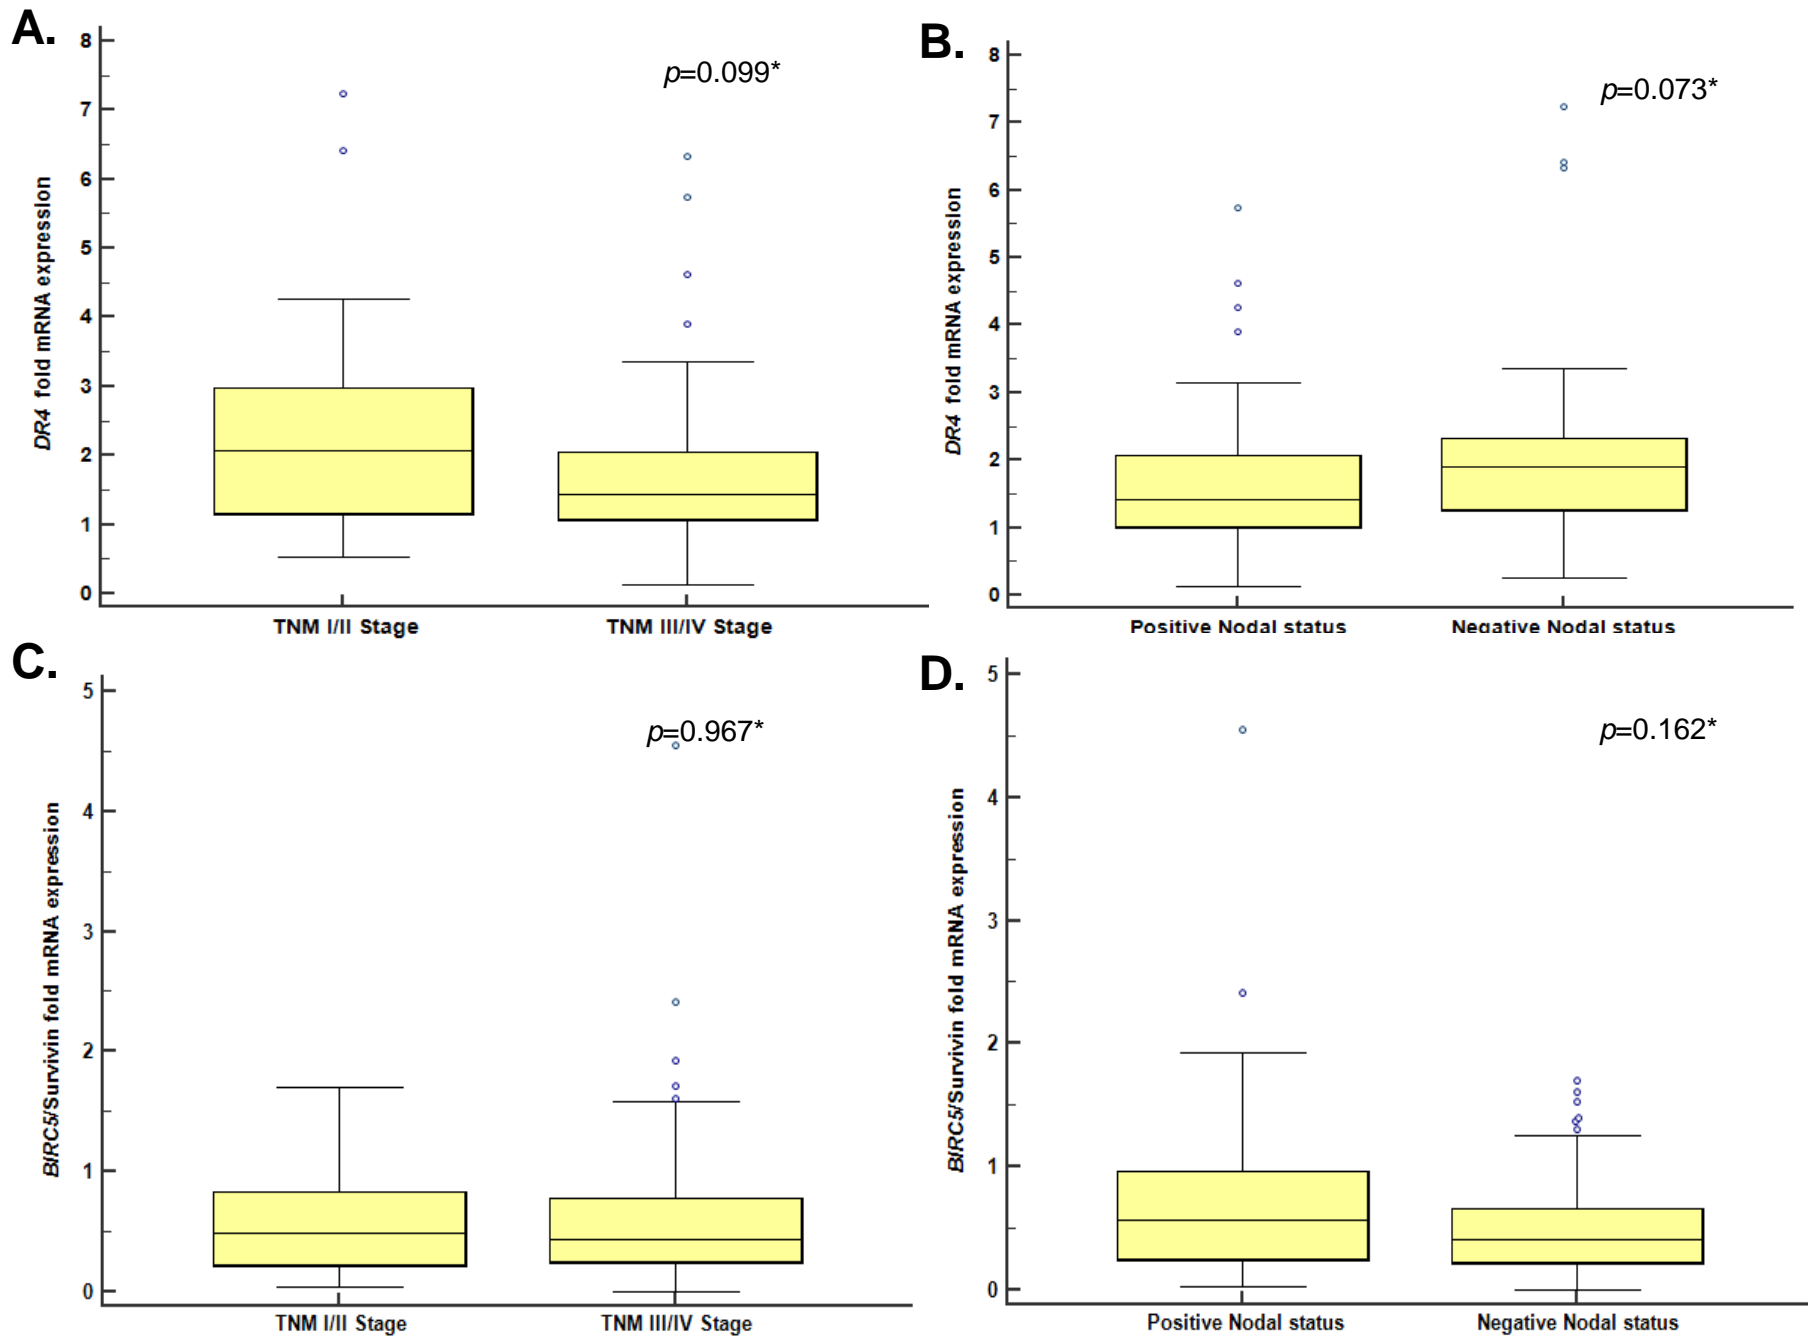 A.
p=0.099*
DR4 fold mRNA expression
8
7
6
5
4
3
2
1
0
TNM I/II Stage
TNM III/IV Stage
B.
p=0.073*
DR4 fold mRNA expression
8
7
6
5
4
3
2
1
0
Positive Nodal status
Negative Nodal status
C.
p=0.967*
BIRC5/Survivin fold mRNA expression
5
4
3
2
1
0
TNM I/II Stage
TNM III/IV Stage
D.
p=0.162*
BIRC5/Survivin fold mRNA expression
5
4
3
2
1
0
Positive Nodal status
Negative Nodal status